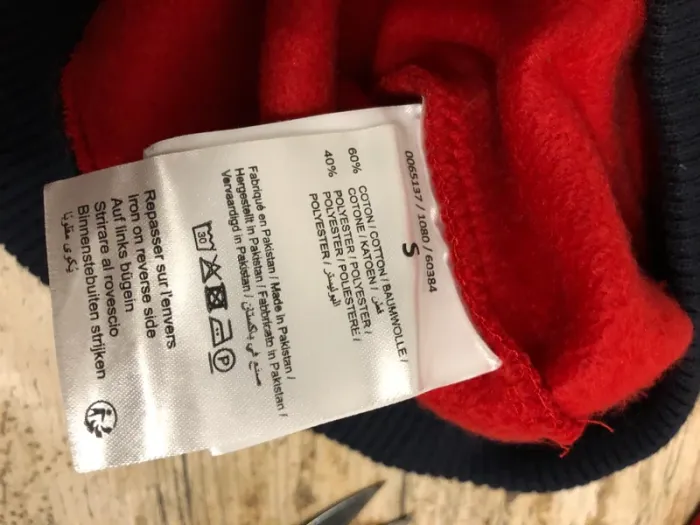 0065137 / 1080 / 60384
S
60% COTON / COTTON / BAUMWOLLE /
COTONE / KATOEN / قطن
40% POLYESTER / POLYESTER /
POLYESTER / POLIESTERE /
POLYESTER / البوليستر
Fabriqué en Pakistan / Made In Pakistan /
Hergestellt in Pakistan / Fabbricato in Pakistan /
Vervaardigd in Pakistan / صنع في باكستان
30 P
Repasser sur l'envers
Iron on reverse side
Auf links bügeln
Stirare al rovescio
Binnenstebuiten strijken
يُكوى مقلوبًا